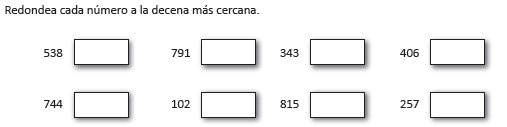 Redondea cada número a la decena más cercana.
538 791 343 406
744 102 815 257